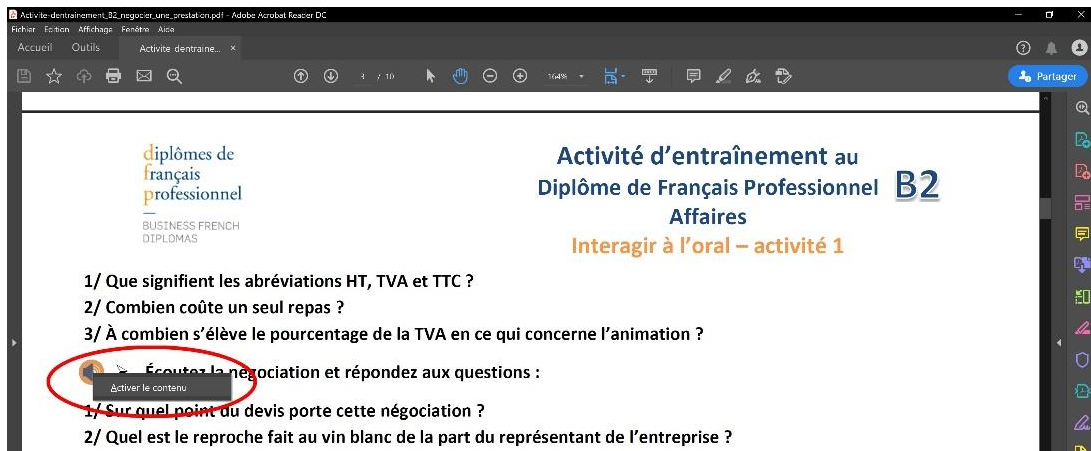 Activite-dentrainement_B2_negocier_une_prestation.pdf - Adobe Acrobat Reader DC
Fichier Edition Affichage Fenêtre Aide
Accueil Outils Activite dentraine... ×
3 / 10 164% Partager
diplômes de
français
professionnel
BUSINESS FRENCH
DIPLOMAS
Activité d’entraînement au
Diplôme de Français Professionnel B2
Affaires
Interagir à l’oral – activité 1
1/ Que signifient les abréviations HT, TVA et TTC ?
2/ Combien coûte un seul repas ?
3/ À combien s’élève le pourcentage de la TVA en ce qui concerne l’animation ?
Écoutez la négociation et répondez aux questions :
Activer le contenu
1/ Sur quel point du devis porte cette négociation ?
2/ Quel est le reproche fait au vin blanc de la part du représentant de l’entreprise ?